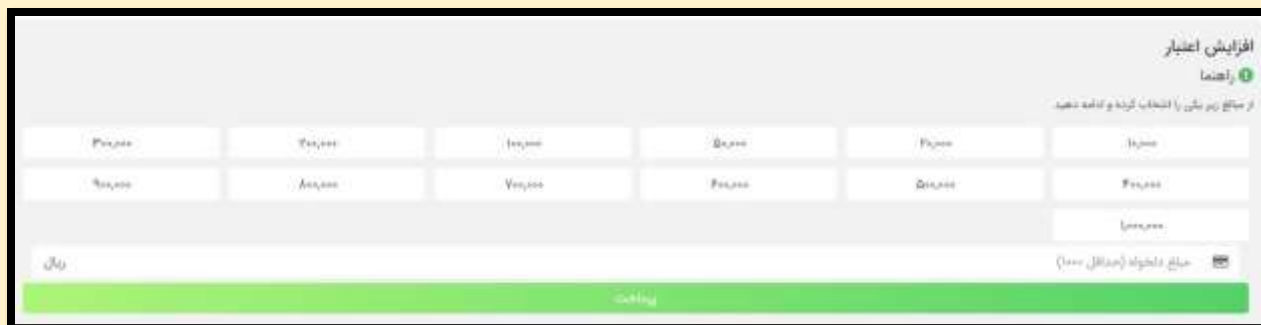 افزایش اعتبار
راهنما
از مبالغ زیر یکی را انتخاب کرده و ادامه دهید
۱۰,۰۰۰ ۲۰,۰۰۰ ۵۰,۰۰۰ ۱۰۰,۰۰۰ ۲۰۰,۰۰۰ ۳۰۰,۰۰۰
۴۰۰,۰۰۰ ۵۰۰,۰۰۰ ۶۰۰,۰۰۰ ۷۰۰,۰۰۰ ۸۰۰,۰۰۰ ۹۰۰,۰۰۰
۱,۰۰۰,۰۰۰
مبلغ دلخواه (حداقل ۱۰۰۰) ریال
پرداخت